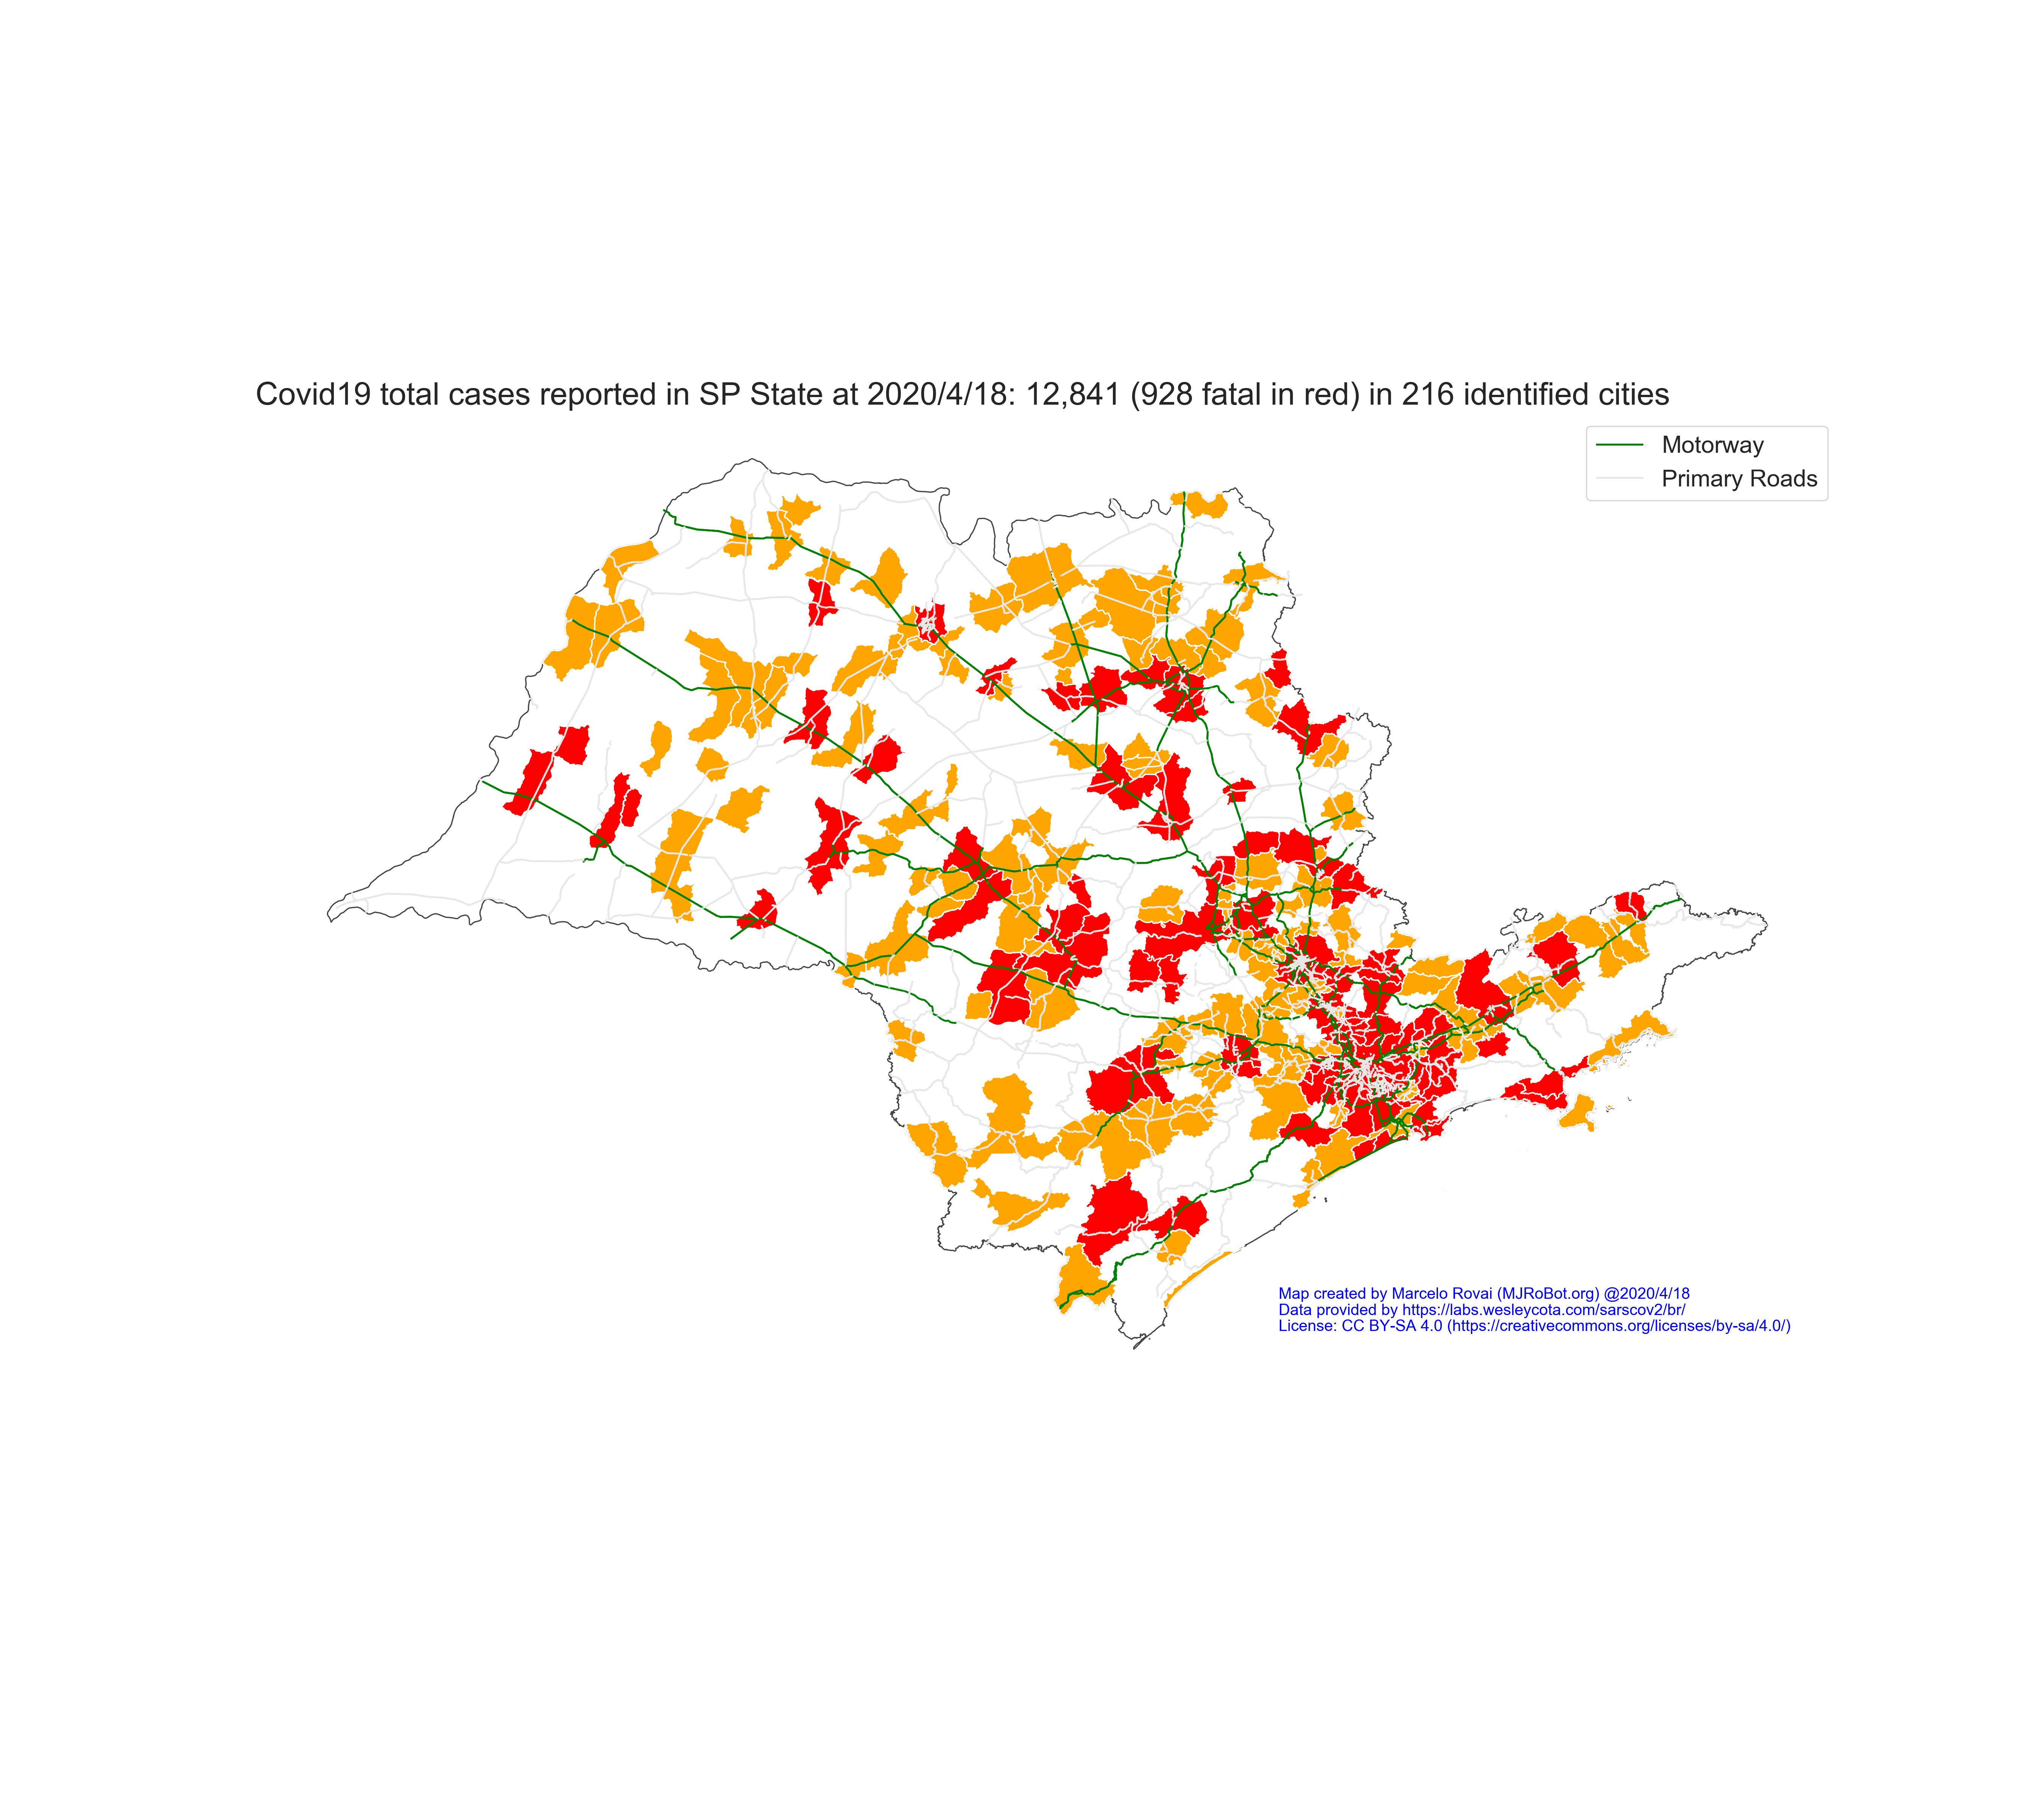 Covid19 total cases reported in SP State at 2020/4/18: 12,841 (928 fatal in red) in 216 identified cities
Motorway
Primary Roads
Map created by Marcelo Rovai (MJRoBot.org) @2020/4/18
Data provided by https://labs.wesleycota.com/sarscov2/br/
License: CC BY-SA 4.0 (https://creativecommons.org/licenses/by-sa/4.0/)